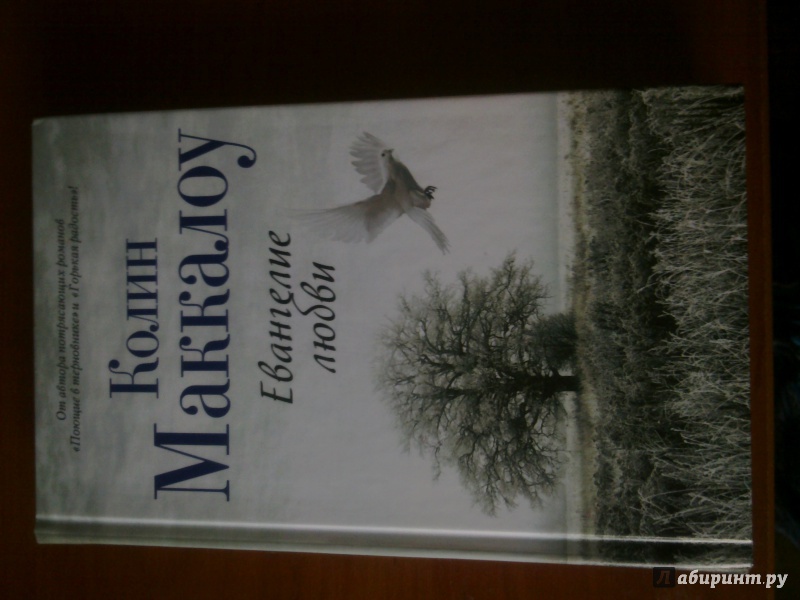 От автора потрясающих романов
«Поющие в терновнике» и «Горькая радость»!
Колин
Маккалоу
Евангелие
любви
Лабиринт.ру